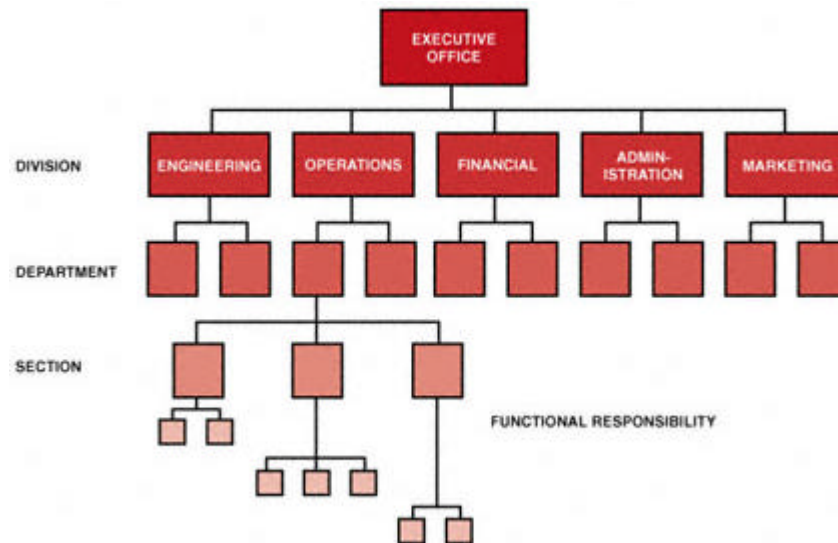 EXECUTIVE
OFFICE
DIVISION
ENGINEERING
OPERATIONS
FINANCIAL
ADMIN-
ISTRATION
MARKETING
DEPARTMENT
SECTION
FUNCTIONAL RESPONSIBILITY